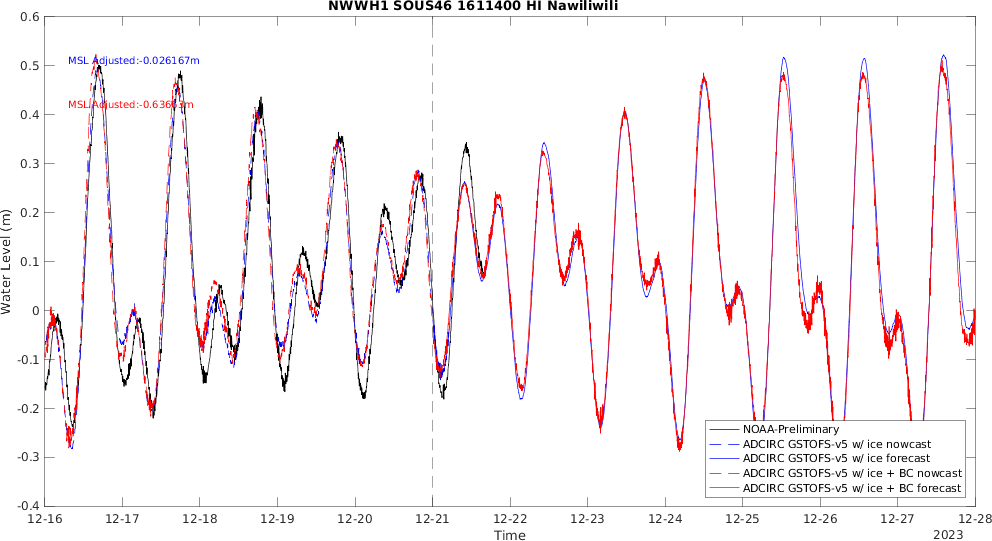 NWWH1 SOUS46 1611400 HI Nawiliwili
Water Level (m)
0.6
0.5
0.4
0.3
0.2
0.1
0
-0.1
-0.2
-0.3
-0.4
MSL Adjusted:-0.026167m
MSL Adjusted:
NOAA-Preliminary
ADCIRC GSTOFS-v5 w/ ice nowcast
ADCIRC GSTOFS-v5 w/ ice forecast
ADCIRC GSTOFS-v5 w/ ice + BC nowcast
ADCIRC GSTOFS-v5 w/ ice + BC forecast
12-16 12-17 12-18 12-19 12-20 12-21 12-22 12-23 12-24 12-25 12-26 12-27 12-28
Time
2023